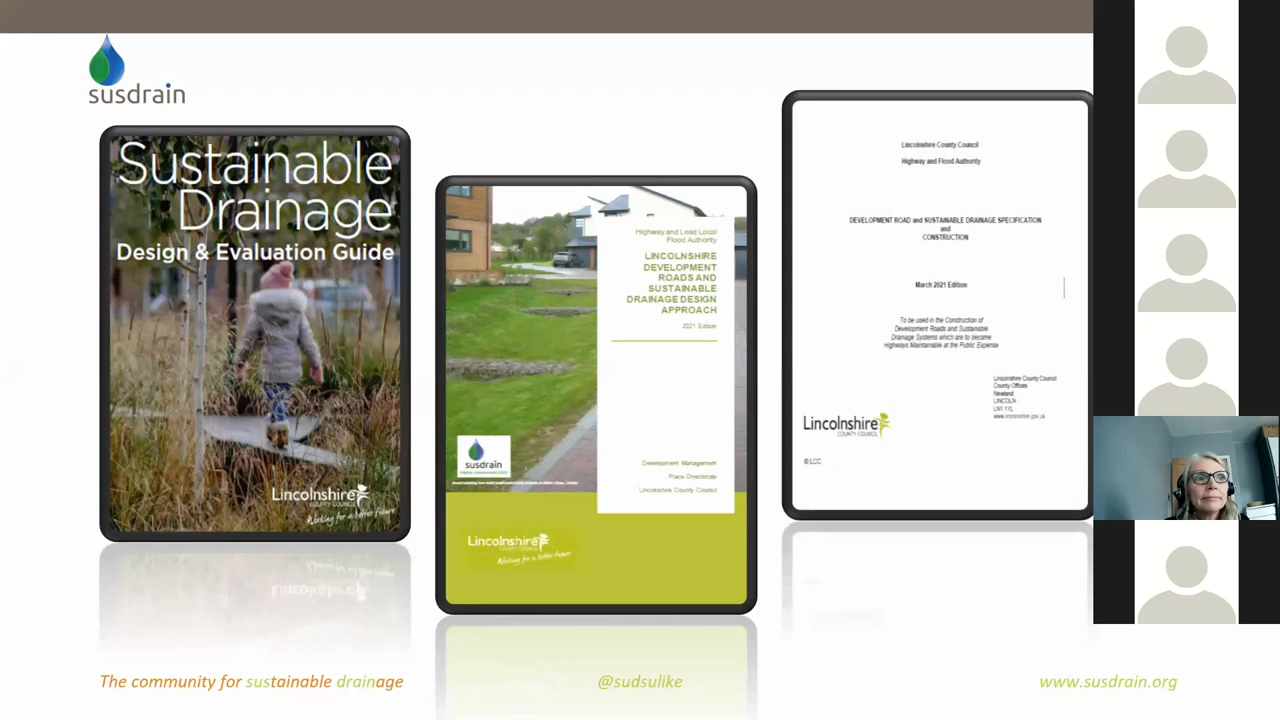 susdrain
Sustainable
Drainage
Design & Evaluation Guide
Lincolnshire
COUNTY COUNCIL
Working for a better future
Highway and Lead Local
Flood Authority
LINCOLNSHIRE
DEVELOPMENT
ROADS AND
SUSTAINABLE
DRAINAGE DESIGN
APPROACH
2021 Edition
susdrain
Development Management
Place Directorate
Lincolnshire County Council
Lincolnshire
COUNTY COUNCIL
Working for a better future
Lincolnshire County Council
Highway and Flood Authority
DEVELOPMENT ROAD and SUSTAINABLE DRAINAGE SPECIFICATION
and
CONSTRUCTION
March 2021 Edition
To be used in the Construction of
Development Roads and Sustainable
Drainage Systems which are to become
Highways Maintainable at the Public Expense
Lincolnshire County Council
County Offices
Newland
LINCOLN
LN1 1YL
www.lincolnshire.gov.uk
Lincolnshire
COUNTY COUNCIL
© LCC
The community for sustainable drainage
@sudsulike
www.susdrain.org